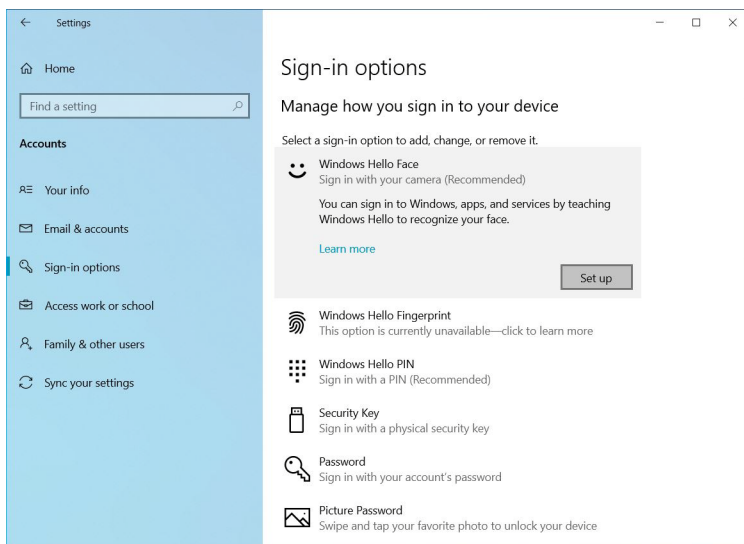 Settings
Home
Find a setting
Accounts
Your info
Email & accounts
Sign-in options
Access work or school
Family & other users
Sync your settings
Sign-in options
Manage how you sign in to your device
Select a sign-in option to add, change, or remove it.
Windows Hello Face
Sign in with your camera (Recommended)
You can sign in to Windows, apps, and services by teaching
Windows Hello to recognize your face.
Learn more
Set up
Windows Hello Fingerprint
This option is currently unavailable—click to learn more
Windows Hello PIN
Sign in with a PIN (Recommended)
Security Key
Sign in with a physical security key
Password
Sign in with your account's password
Picture Password
Swipe and tap your favorite photo to unlock your device